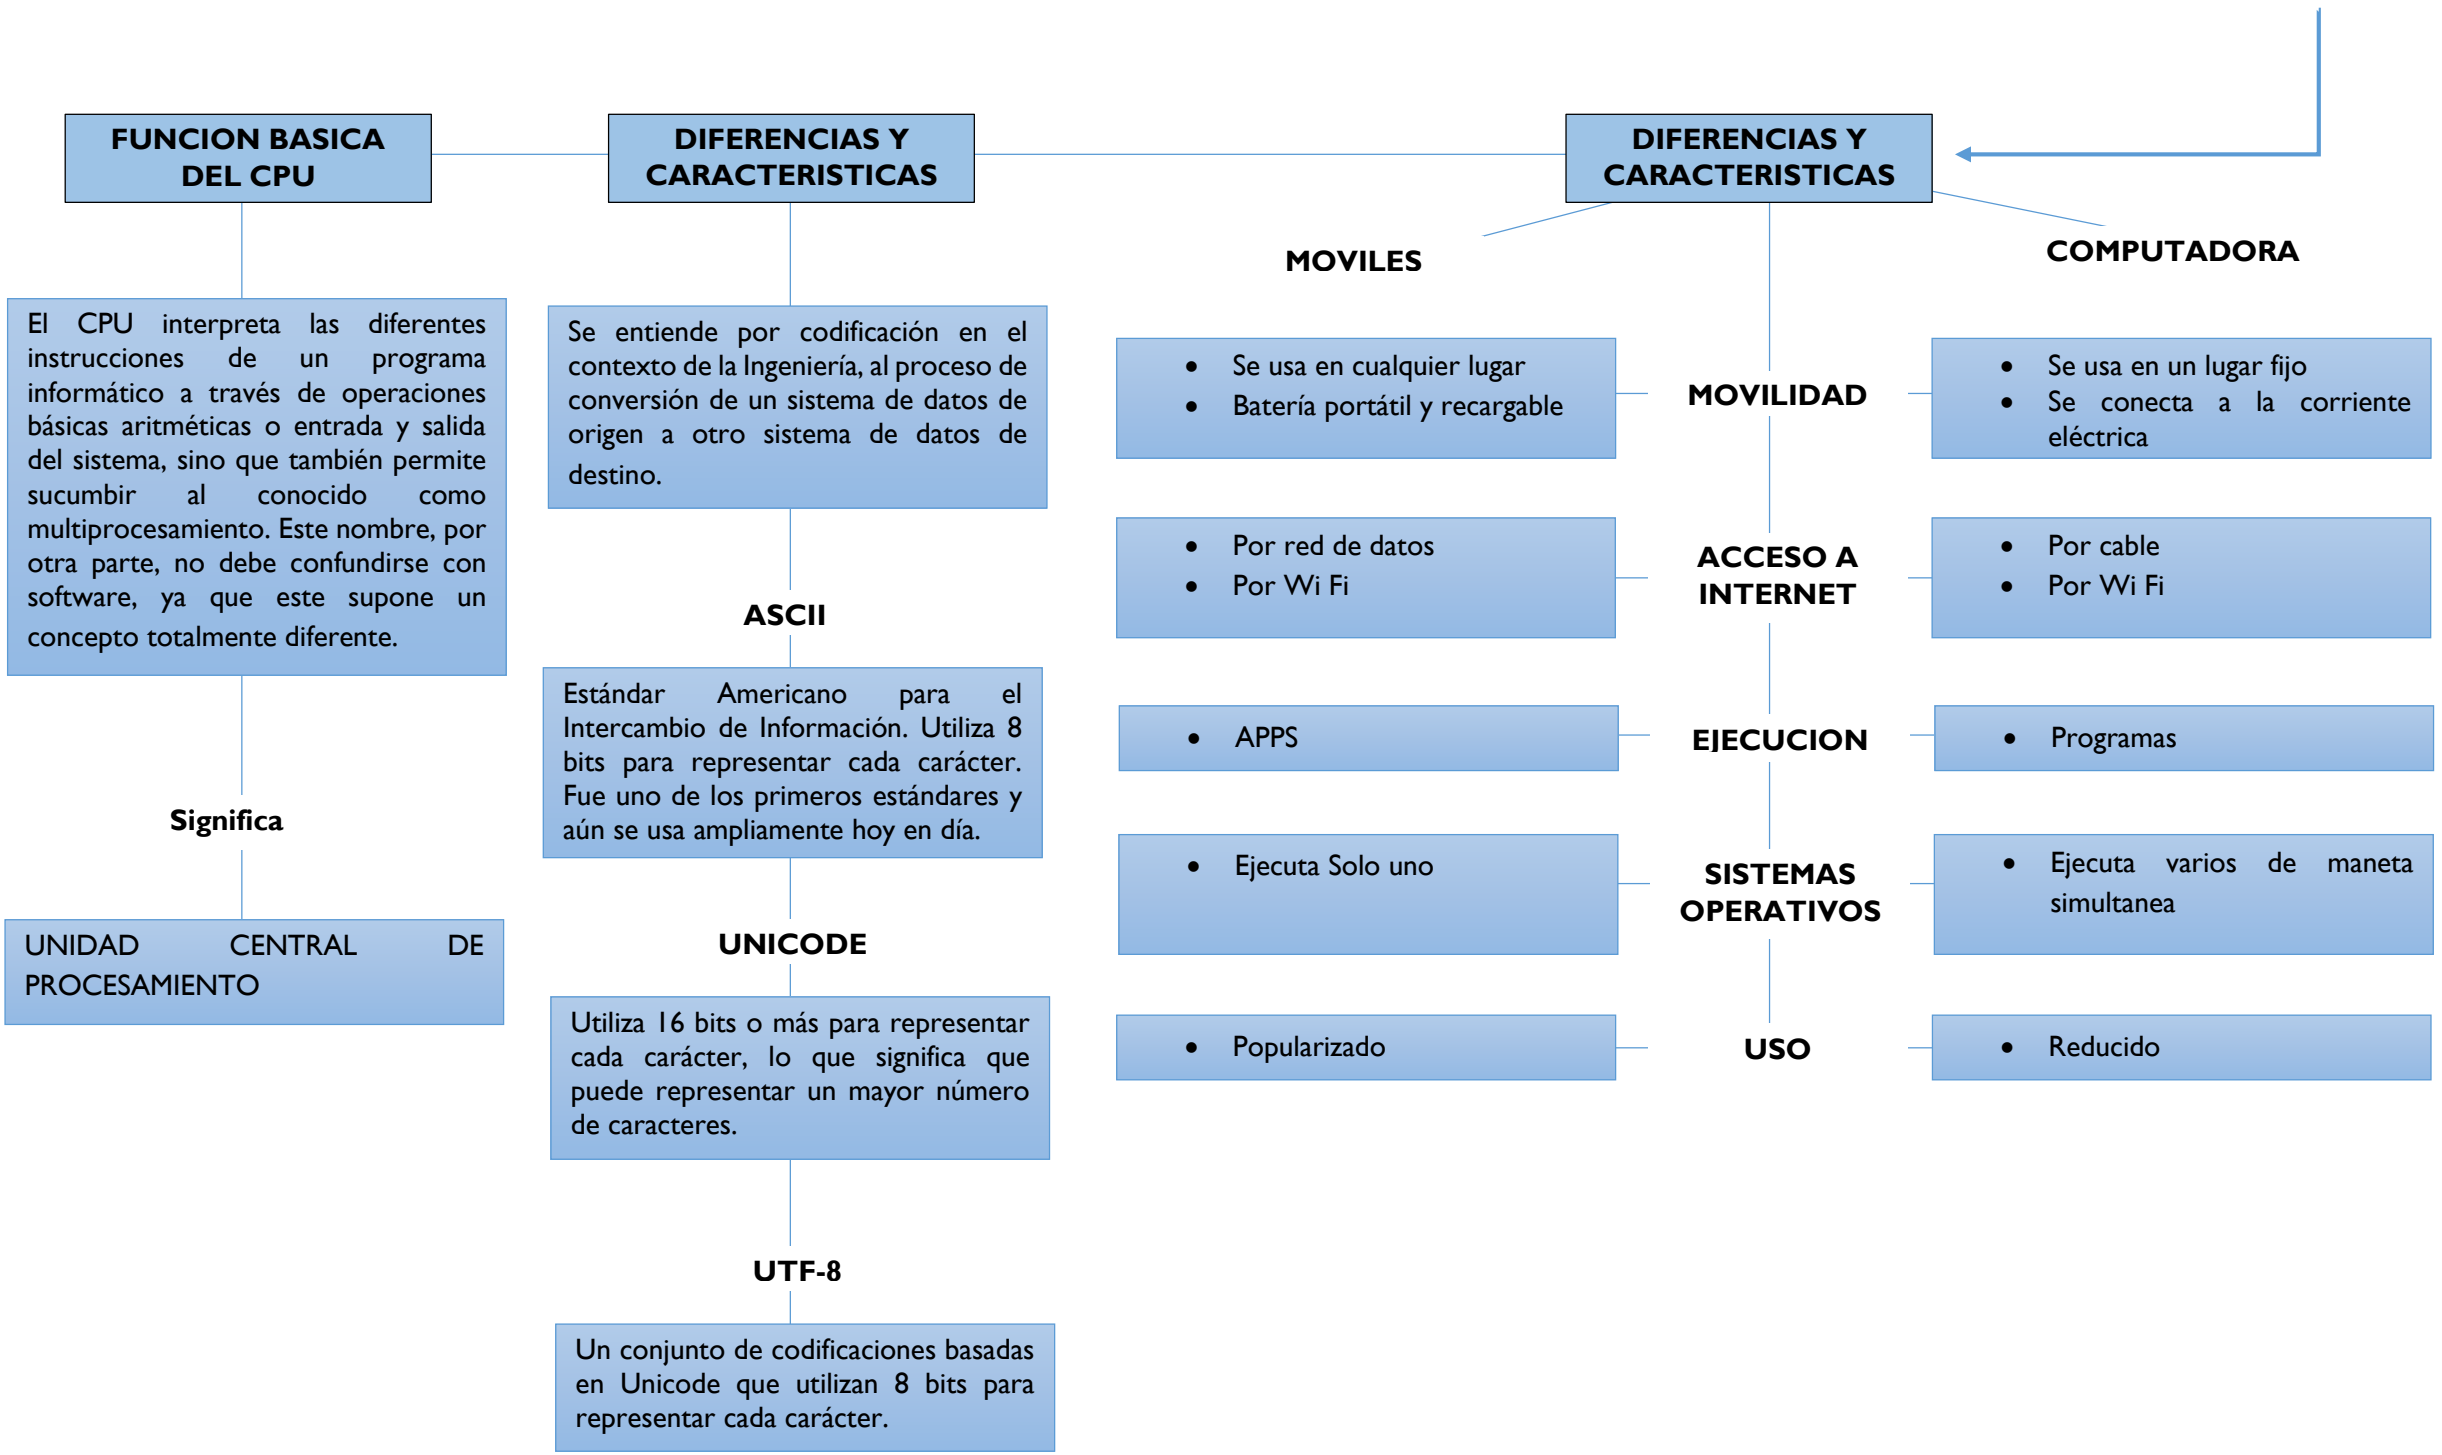 FUNCION BASICA
DEL CPU
El CPU interpreta las diferentes
instrucciones de un programa
informático a través de operaciones
básicas aritméticas o entrada y salida
del sistema, sino que también permite
sucumbir al conocido como
multiprocesamiento. Este nombre, por
otra parte, no debe confundirse con
software, ya que este supone un
concepto totalmente diferente.
Significa
UNIDAD CENTRAL DE
PROCESAMIENTO
DIFERENCIAS Y
CARACTERISTICAS
Se entiende por codificación en el
contexto de la Ingeniería, al proceso de
conversión de un sistema de datos de
origen a otro sistema de datos de
destino.
ASCII
Estándar Americano para el
Intercambio de Información. Utiliza 8
bits para representar cada carácter.
Fue uno de los primeros estándares y
aún se usa ampliamente hoy en día.
UNICODE
Utiliza 16 bits o más para representar
cada carácter, lo que significa que
puede representar un mayor número
de caracteres.
UTF-8
Un conjunto de codificaciones basadas
en Unicode que utilizan 8 bits para
representar cada carácter.
DIFERENCIAS Y
CARACTERISTICAS
MOVILES
COMPUTADORA
• Se usa en cualquier lugar
• Batería portátil y recargable
MOVILIDAD
• Se usa en un lugar fijo
• Se conecta a la corriente
eléctrica
• Por red de datos
• Por Wi Fi
ACCESO A
INTERNET
• Por cable
• Por Wi Fi
• APPS
EJECUCION
• Programas
• Ejecuta Solo uno
SISTEMAS
OPERATIVOS
• Ejecuta varios de maneta
simultanea
• Popularizado
USO
• Reducido